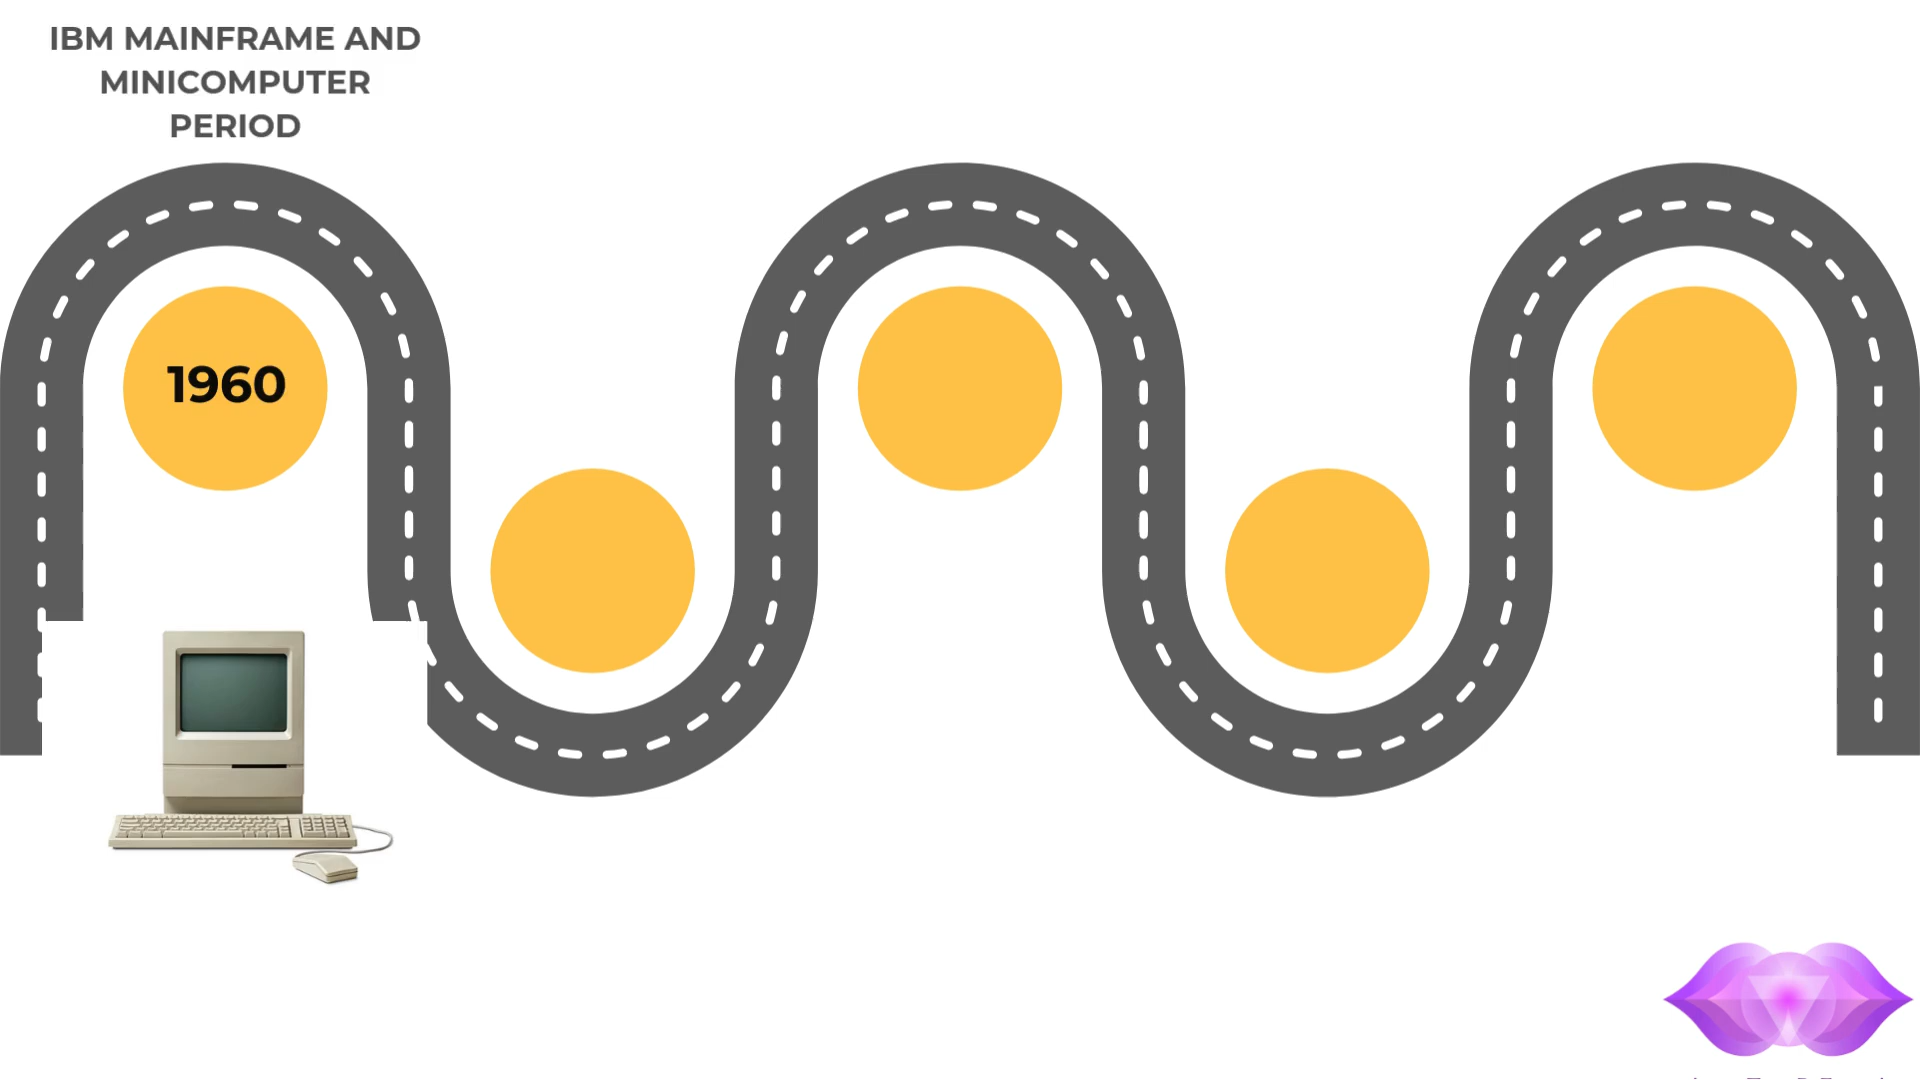 IBM MAINFRAME AND
MINICOMPUTER
PERIOD
1960